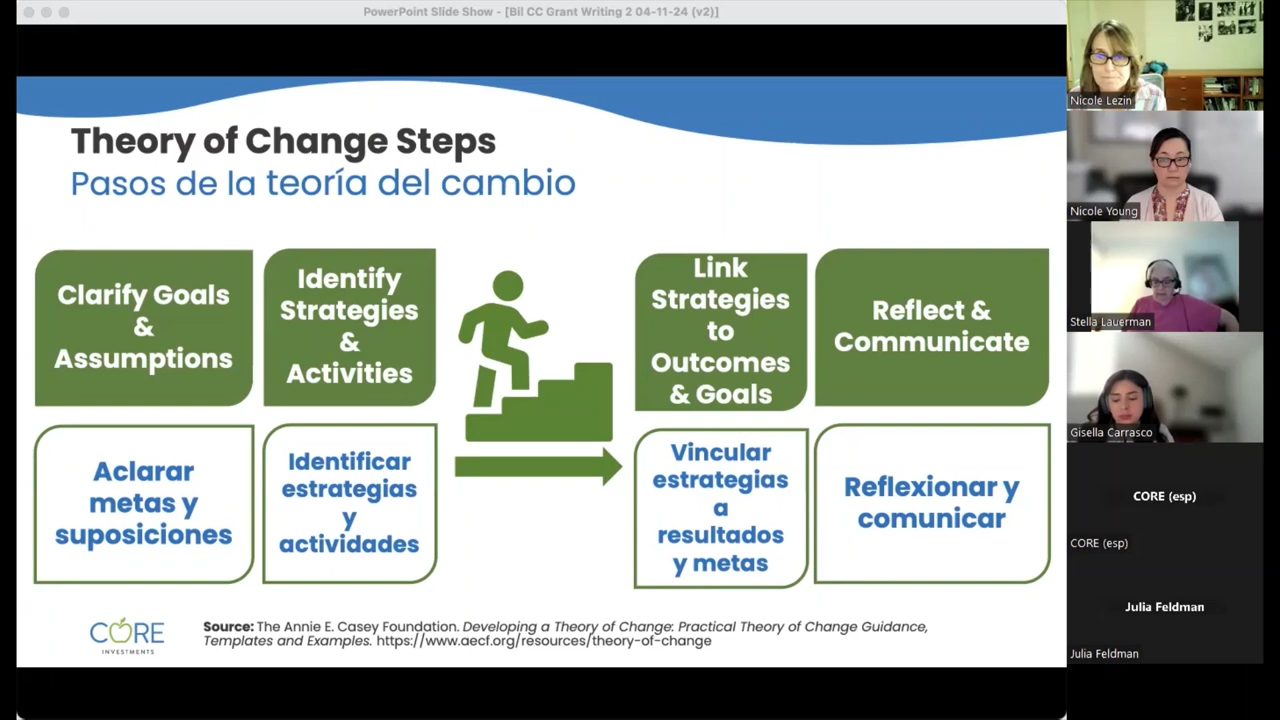 PowerPoint Slide Show - [Bil CC Grant Writing 2 04-11-24 (v2)]
Theory of Change Steps
Pasos de la teoría del cambio
Clarify Goals
&
Assumptions
Identify
Strategies
&
Activities
Link
Strategies
to
Outcomes
& Goals
Reflect &
Communicate
Aclarar
metas y
suposiciones
Identificar
estrategias
y
actividades
Vincular
estrategias
a
resultados
y metas
Reflexionar y
comunicar
CORE
INVESTMENTS
Source: The Annie E. Casey Foundation. Developing a Theory of Change: Practical Theory of Change Guidance,
Templates and Examples. https://www.aecf.org/resources/theory-of-change
Nicole Lezin
Nicole Young
Stella Lauerman
Gisella Carrasco
CORE (esp)
CORE (esp)
Julia Feldman
Julia Feldman